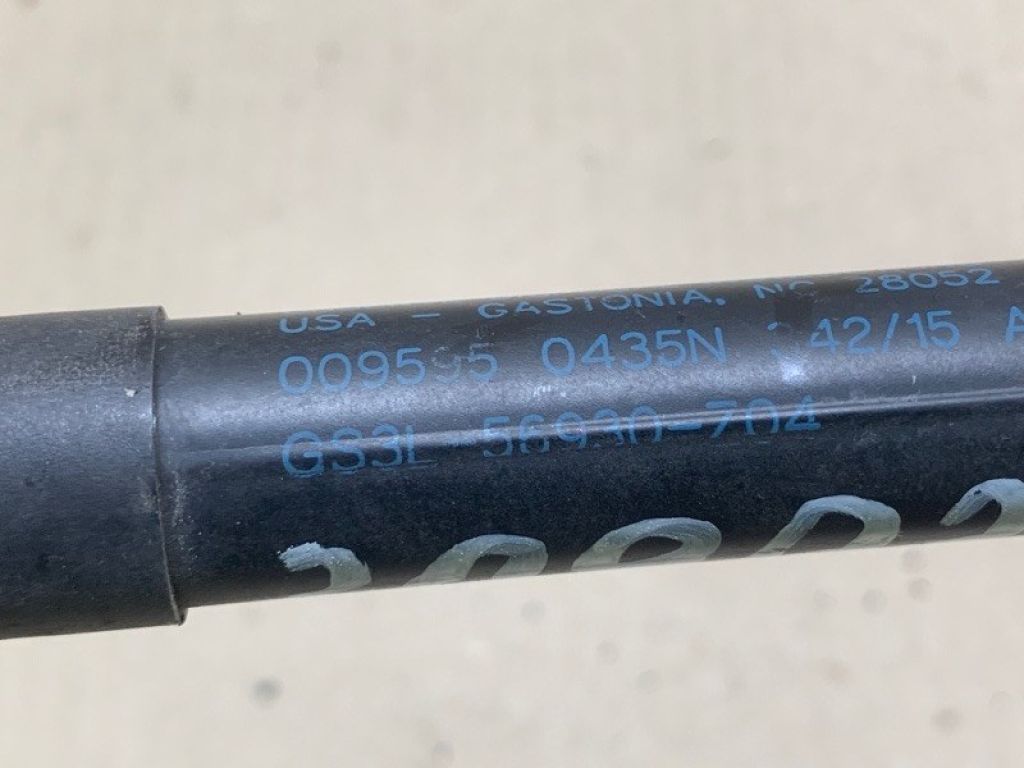 USA - GASTONIA, NC 28052
009595 0435N 42/15 A
GS3L-56930-704